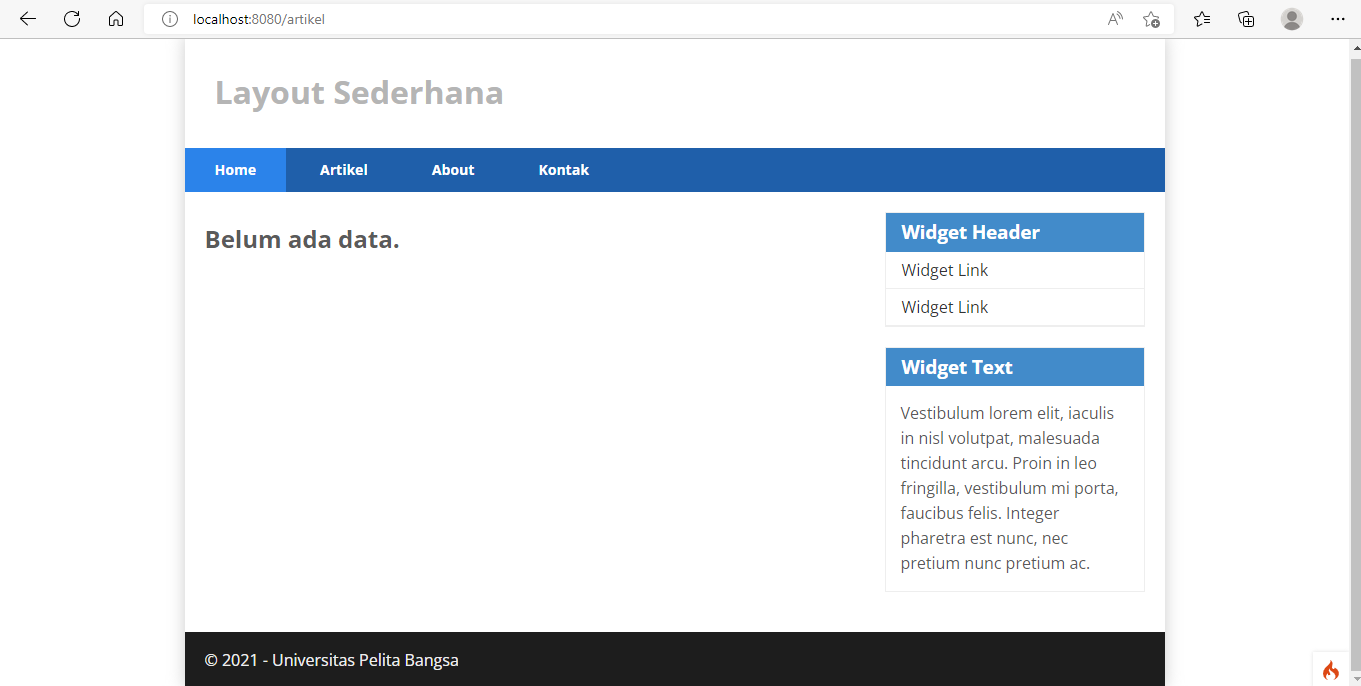 localhost:8080/artikel
Layout Sederhana
Home Artikel About Kontak
Belum ada data.
Widget Header
Widget Link
Widget Link
Widget Text
Vestibulum lorem elit, iaculis
in nisl volutpat, malesuada
tincidunt arcu. Proin in leo
fringilla, vestibulum mi porta,
faucibus felis. Integer
pharetra est nunc, nec
pretium nunc pretium ac.
© 2021 - Universitas Pelita Bangsa